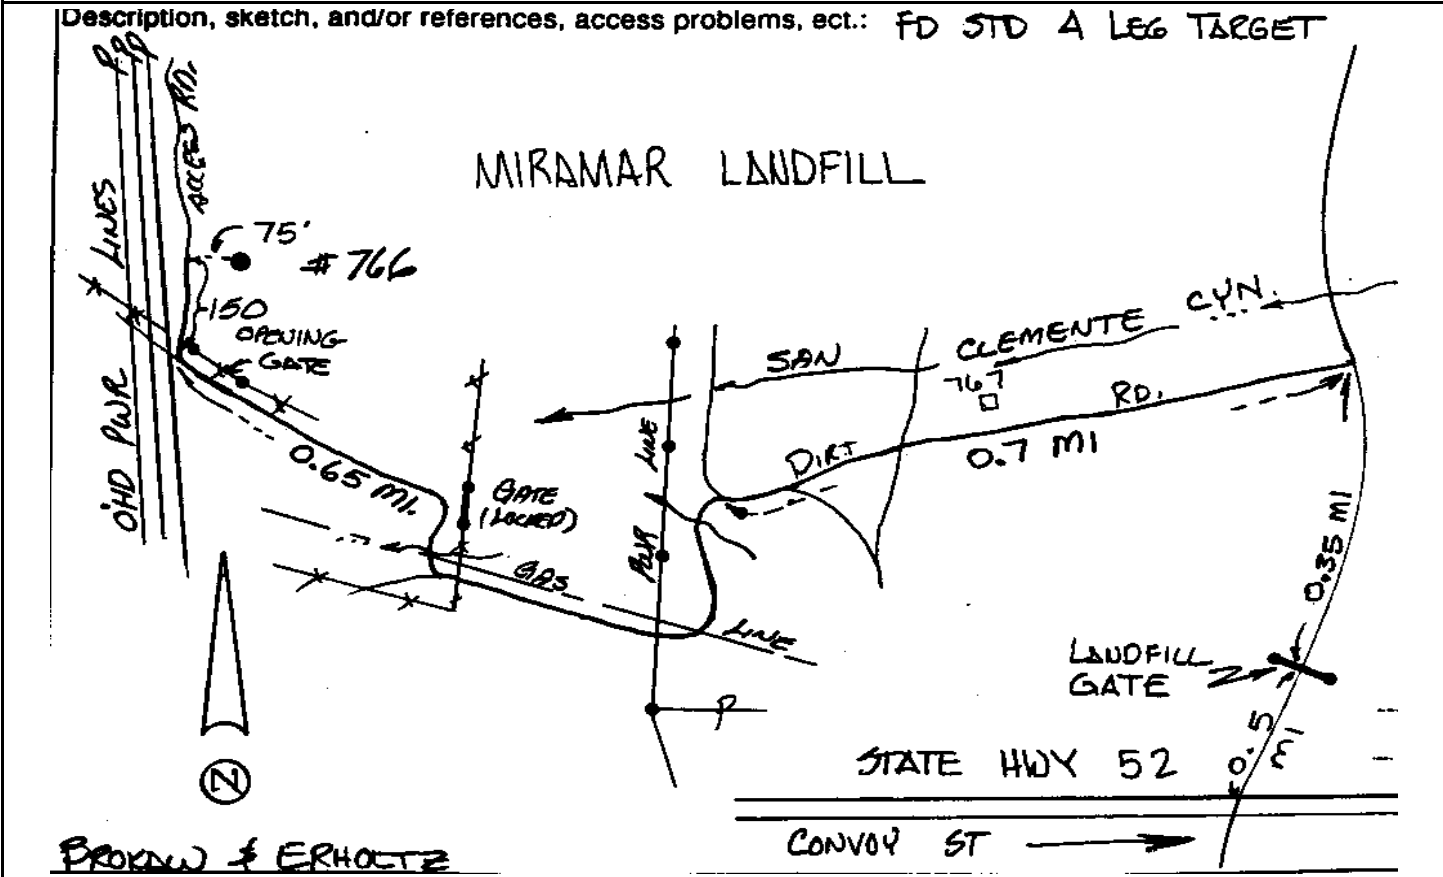 Description, sketch, and/or references, access problems, ect.: FD STD A LEG TARGET
ACCESS RD.
MIRAMAR LANDFILL
LINES
75'
# 766
150
OPENING
GATE
O'HD PWR
SAN CLEMENTE CYN.
767
DIRT RD.
0.7 MI
0.65 MI.
GATE
(LOCKED)
PWR LINE
GAS LINE
0.35 MI
LANDFILL
GATE
0.5 MI
P
STATE HWY 52
CONVOY ST
N
BROKAW & ERHOLTZ